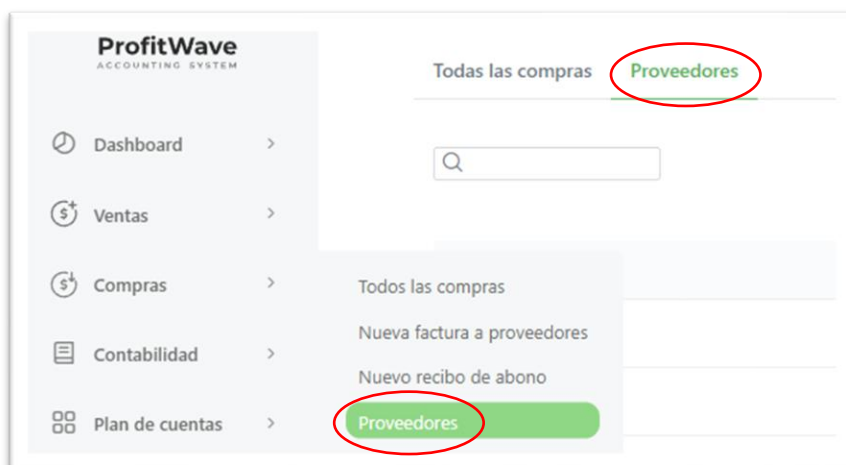 ProfitWave
ACCOUNTING SYSTEM
Todas las compras Proveedores
Dashboard
Ventas
Compras
Contabilidad
Plan de cuentas
Todos las compras
Nueva factura a proveedores
Nuevo recibo de abono
Proveedores